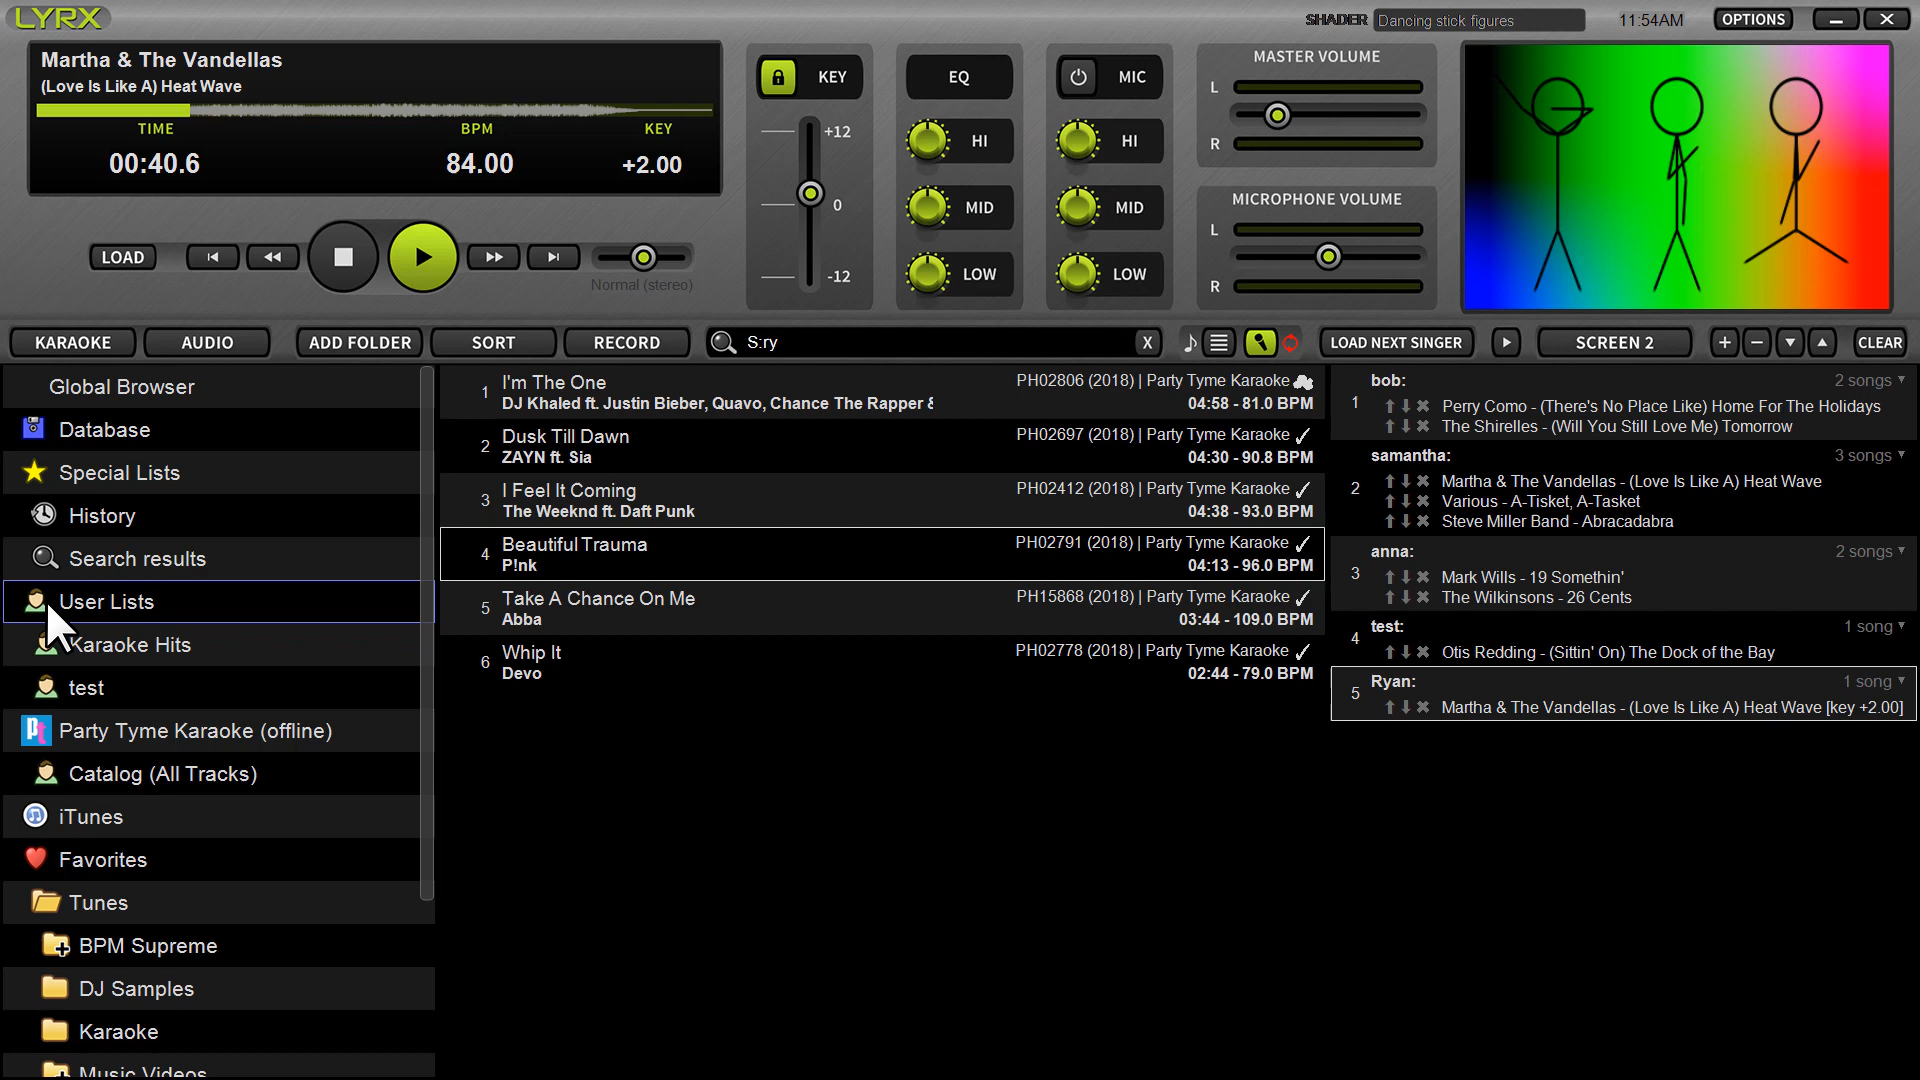 LYRX
SHADER Dancing stick figures 11:54AM OPTIONS
Martha & The Vandellas
(Love Is Like A) Heat Wave
TIME BPM KEY
00:40.6 84.00 +2.00
LOAD
Normal (stereo)
KEY
+12
0
-12
EQ
HI
MID
LOW
MIC
HI
MID
LOW
MASTER VOLUME
L
R
MICROPHONE VOLUME
L
R
KARAOKE AUDIO ADD FOLDER SORT RECORD S:ry X LOAD NEXT SINGER SCREEN 2 CLEAR
Global Browser
Database
Special Lists
History
Search results
User Lists
Karaoke Hits
test
Party Tyme Karaoke (offline)
Catalog (All Tracks)
iTunes
Favorites
Tunes
BPM Supreme
DJ Samples
Karaoke
Music Videos
1 I'm The One PH02806 (2018) | Party Tyme Karaoke
DJ Khaled ft. Justin Bieber, Quavo, Chance The Rapper & 04:58 - 81.0 BPM
2 Dusk Till Dawn PH02697 (2018) | Party Tyme Karaoke
ZAYN ft. Sia 04:30 - 90.8 BPM
3 I Feel It Coming PH02412 (2018) | Party Tyme Karaoke
The Weeknd ft. Daft Punk 04:38 - 93.0 BPM
4 Beautiful Trauma PH02791 (2018) | Party Tyme Karaoke
P!nk 04:13 - 96.0 BPM
5 Take A Chance On Me PH15868 (2018) | Party Tyme Karaoke
Abba 03:44 - 109.0 BPM
6 Whip It PH02778 (2018) | Party Tyme Karaoke
Devo 02:44 - 79.0 BPM
1 bob: 2 songs
Perry Como - (There's No Place Like) Home For The Holidays
The Shirelles - (Will You Still Love Me) Tomorrow
2 samantha: 3 songs
Martha & The Vandellas - (Love Is Like A) Heat Wave
Various - A-Tisket, A-Tasket
Steve Miller Band - Abracadabra
3 anna: 2 songs
Mark Wills - 19 Somethin'
The Wilkinsons - 26 Cents
4 test: 1 song
Otis Redding - (Sittin' On) The Dock of the Bay
5 Ryan: 1 song
Martha & The Vandellas - (Love Is Like A) Heat Wave [key +2.00]